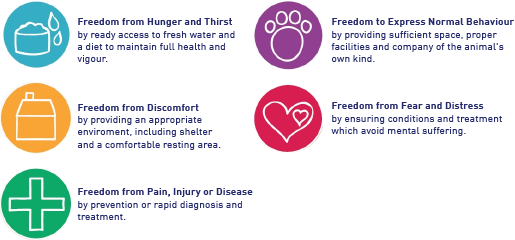 Freedom from Hunger and Thirst
by ready access to fresh water and
a diet to maintain full health and
vigour.
Freedom from Discomfort
by providing an appropriate
enviroment, including shelter
and a comfortable resting area.
Freedom from Pain, Injury or Disease
by prevention or rapid diagnosis and
treatment.
Freedom to Express Normal Behaviour
by providing sufficient space, proper
facilities and company of the animal's
own kind.
Freedom from Fear and Distress
by ensuring conditions and treatment
which avoid mental suffering.